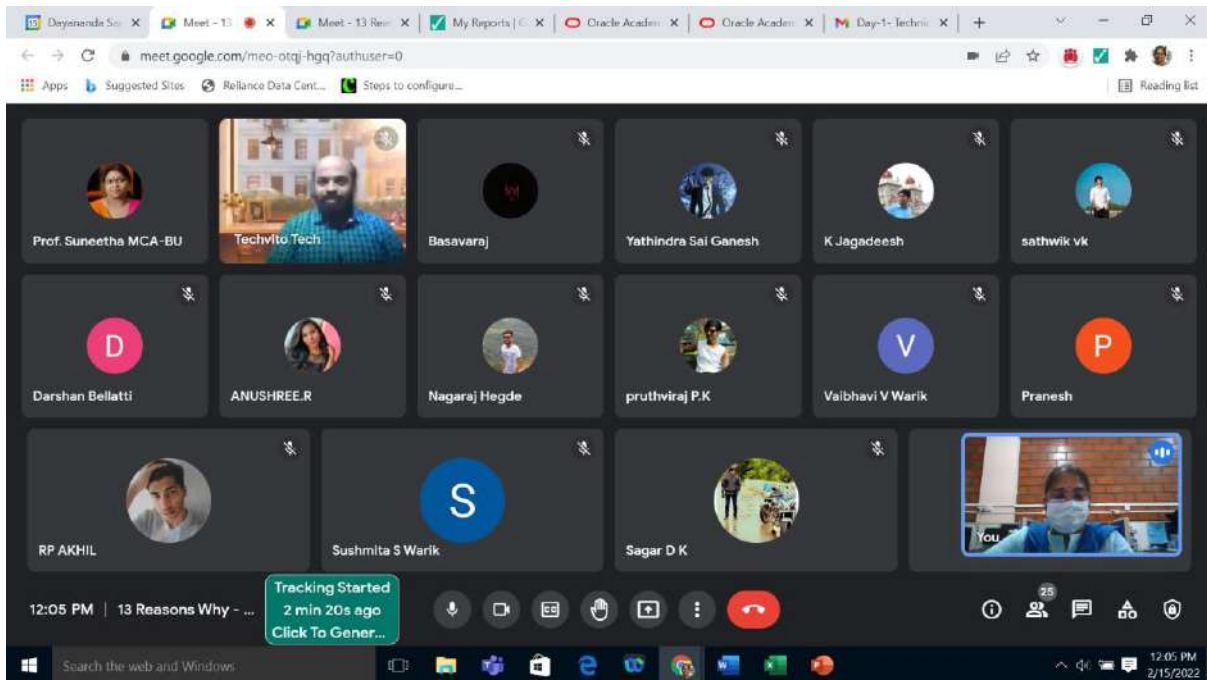 Dayananda Sa
Meet - 13
Meet - 13 Rea
My Reports |
Oracle Academ
Oracle Academ
Day-1- Technic
meet.google.com/meo-otqj-hgq?authuser=0
Apps
Suggested Sites
Reliance Data Cent...
Steps to configure...
Reading list
Prof. Suneetha MCA-BU
Techvito Tech
Basavaraj
Yathindra Sai Ganesh
K Jagadeesh
sathwik vk
D
V
P
Darshan Bellatti
ANUSHREE.R
Nagaraj Hegde
pruthviraj P.K
Vaibhavi V Warik
Pranesh
S
You
RP AKHIL
Sushmita S Warik
Sagar D K
Tracking Started
2 min 20s ago
Click To Gener...
12:05 PM | 13 Reasons Why - ...
25
Search the web and Windows
12:05 PM
2/15/2022